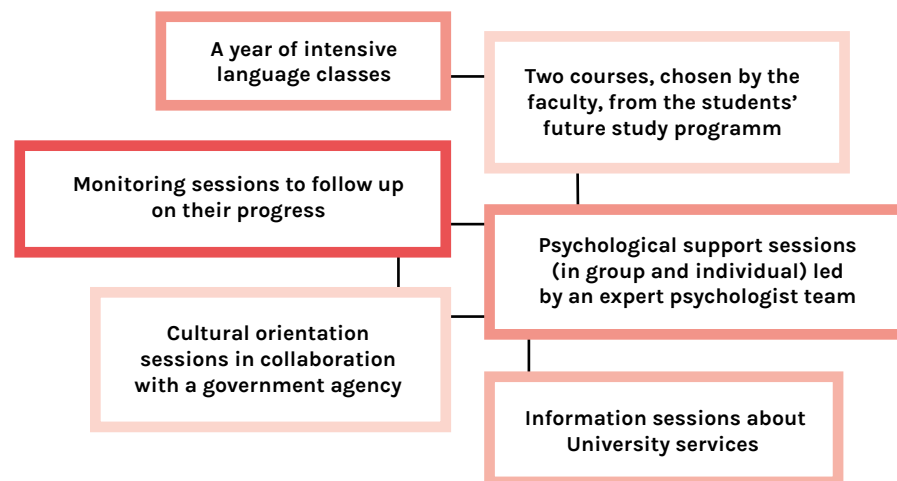 A year of intensive
language classes
Two courses, chosen by the
faculty, from the students’
future study programm
Monitoring sessions to follow up
on their progress
Psychological support sessions
(in group and individual) led
by an expert psychologist team
Cultural orientation
sessions in collaboration
with a government agency
Information sessions about
University services